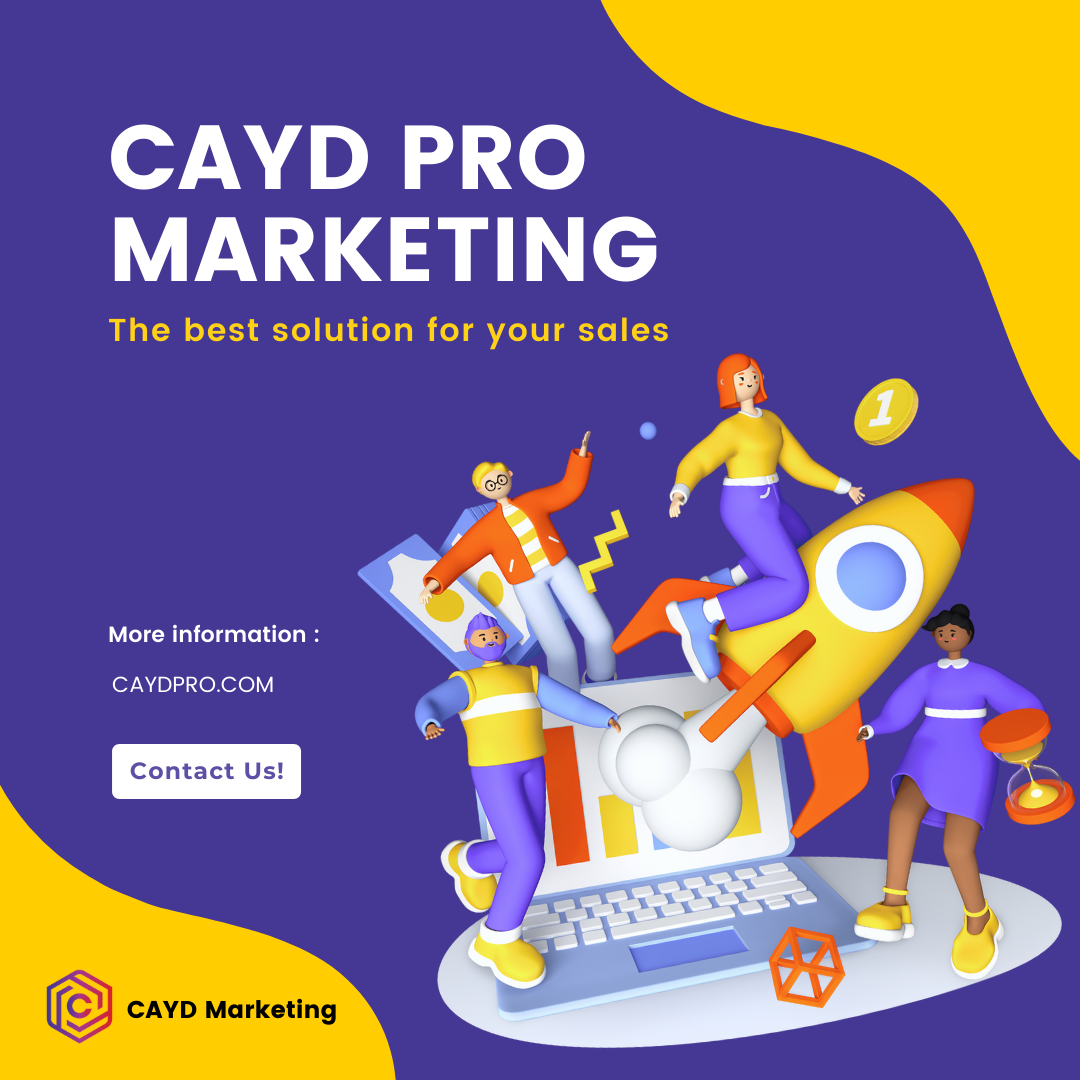 CAYD PRO
MARKETING
The best solution for your sales
1
More information :
CAYDPRO.COM
Contact Us!
C
CAYD Marketing